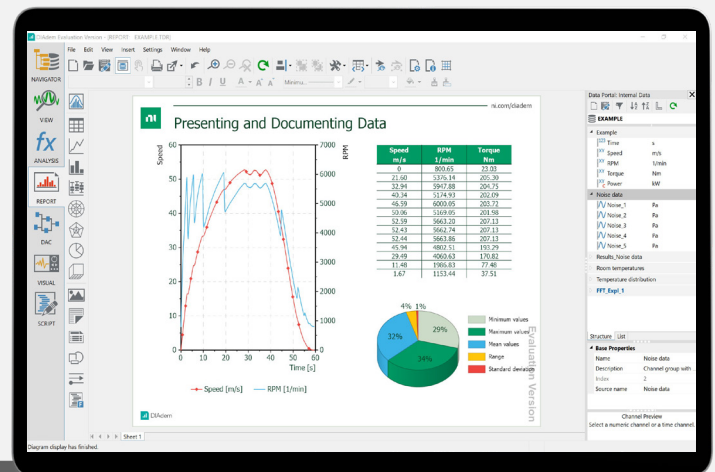 DIAdem Evaluation Version - [REPORT EXAMPLE.TDR]
File Edit View Insert Settings Window Help
NAVIGATOR
VIEW
ANALYSIS
REPORT
DAC
VISUAL
SCRIPT
fx
B I U A A A Minimu...
ni
ni.com/diadem
Presenting and Documenting Data
Speed
RPM
60
50
40
30
20
10
0
7000
6000
5000
4000
3000
2000
1000
0
0 10 20 30 40 50 60
Time [s]
Speed [m/s] RPM [1/min]
Speed RPM Torque
m/s 1/min Nm
0 800.65 23.03
21.60 5376.14 205.30
32.94 5947.88 204.75
40.34 5174.93 202.09
46.59 6000.05 203.72
50.06 5169.05 201.98
52.59 5663.20 207.13
52.43 5662.74 207.13
52.44 5663.86 207.13
45.94 4802.51 193.29
29.49 4060.63 170.82
11.48 1986.83 77.48
1.67 1153.44 37.51
4% 1%
29%
32%
34%
Minimum values
Maximum values
Mean values
Range
Standard deviation
Evaluation Version
DIAdem
Sheet 1
Diagram display has finished.
Data Portal: Internal Data
EXAMPLE
Example
Time s
Speed m/s
RPM 1/min
Torque Nm
Power kW
Noise data
Noise_1 Pa
Noise_2 Pa
Noise_3 Pa
Noise_4 Pa
Noise_5 Pa
Results_Noise data
Room temperatures
Temperature distribution
FFT_Expl_1
Structure List
Base Properties
Name Noise data
Description Channel group with
Index 2
Source name Noise data
Channel Preview
Select a numeric channel or a time channel.